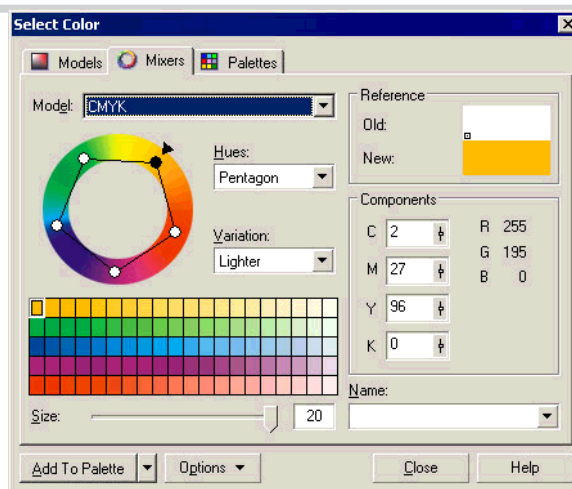 Select Color
Models Mixers Palettes
Model: CMYK
Hues:
Pentagon
Variation:
Lighter
Size: 20
Reference
Old:
New:
Components
C 2 R 255
M 27 G 195
Y 96 B 0
K 0
Name:
Add To Palette Options Close Help